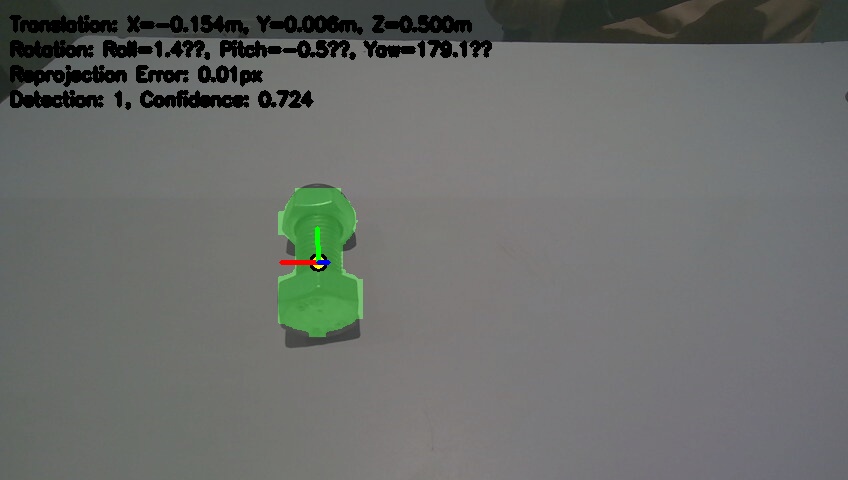 Translation: X=-0.154m, Y=0.006m, Z=0.500m
Rotation: Roll=1.4??, Pitch=-0.5??, Yaw=179.1??
Reprojection Error: 0.01px
Detection: 1, Confidence: 0.724